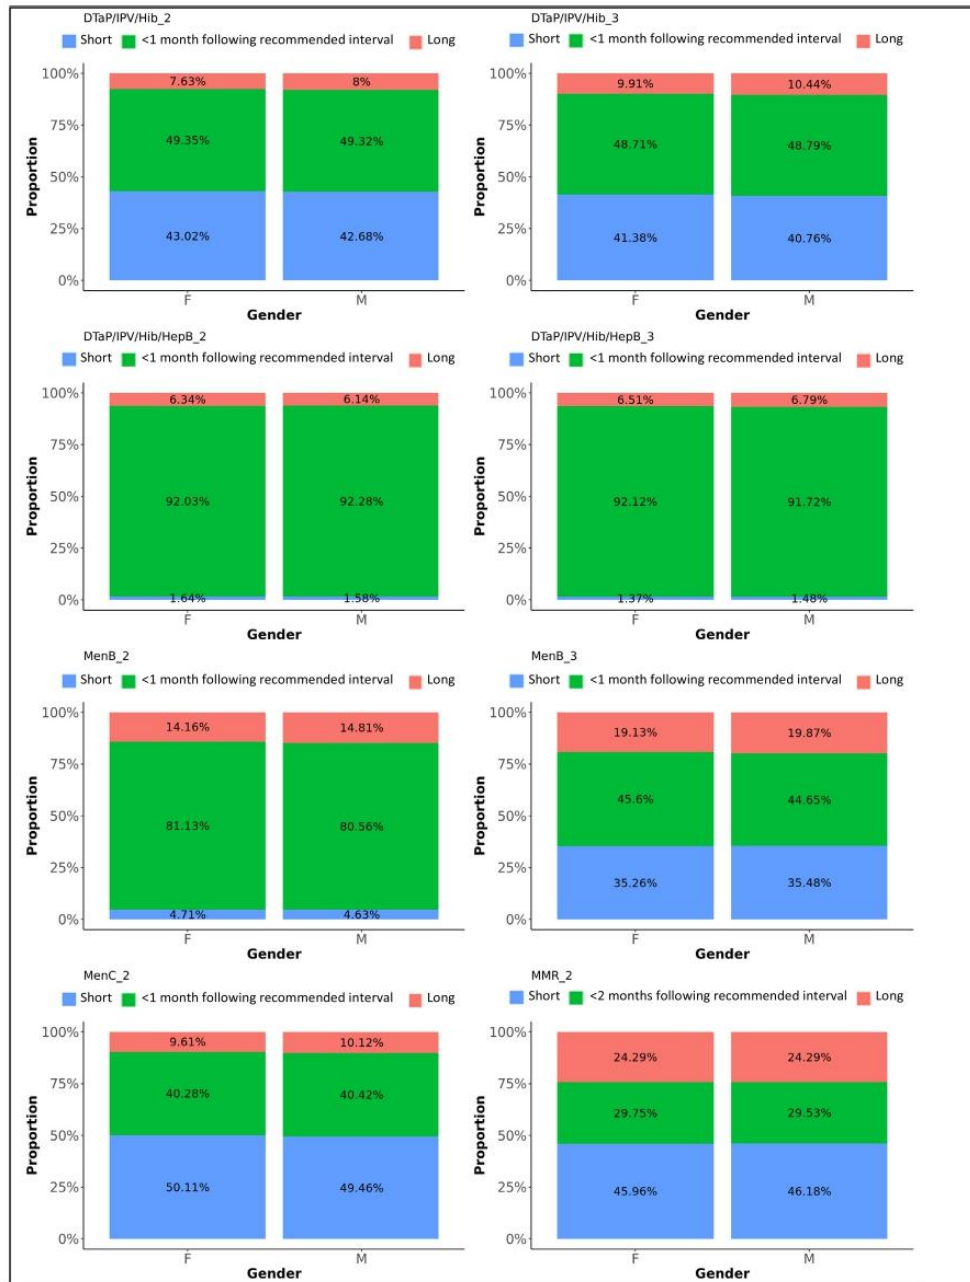 DTaP/IPV/Hib_2
Short <1 month following recommended interval Long
100%
75%
50%
25%
0%
Proportion
7.63% 8%
49.35% 49.32%
43.02% 42.68%
F M
Gender
DTaP/IPV/Hib_3
Short <1 month following recommended interval Long
100%
75%
50%
25%
0%
Proportion
9.91% 10.44%
48.71% 48.79%
41.38% 40.76%
F M
Gender
DTaP/IPV/Hib/HepB_2
Short <1 month following recommended interval Long
100%
75%
50%
25%
0%
Proportion
6.34% 6.14%
92.03% 92.28%
1.64% 1.58%
F M
Gender
DTaP/IPV/Hib/HepB_3
Short <1 month following recommended interval Long
100%
75%
50%
25%
0%
Proportion
6.51% 6.79%
92.12% 91.72%
1.37% 1.48%
F M
Gender
MenB_2
Short <1 month following recommended interval Long
100%
75%
50%
25%
0%
Proportion
14.16% 14.81%
81.13% 80.56%
4.71% 4.63%
F M
Gender
MenB_3
Short <1 month following recommended interval Long
100%
75%
50%
25%
0%
Proportion
19.13% 19.87%
45.6% 44.65%
35.26% 35.48%
F M
Gender
MenC_2
Short <1 month following recommended interval Long
100%
75%
50%
25%
0%
Proportion
9.61% 10.12%
40.28% 40.42%
50.11% 49.46%
F M
Gender
MMR_2
Short <2 months following recommended interval Long
100%
75%
50%
25%
0%
Proportion
24.29% 24.29%
29.75% 29.53%
45.96% 46.18%
F M
Gender